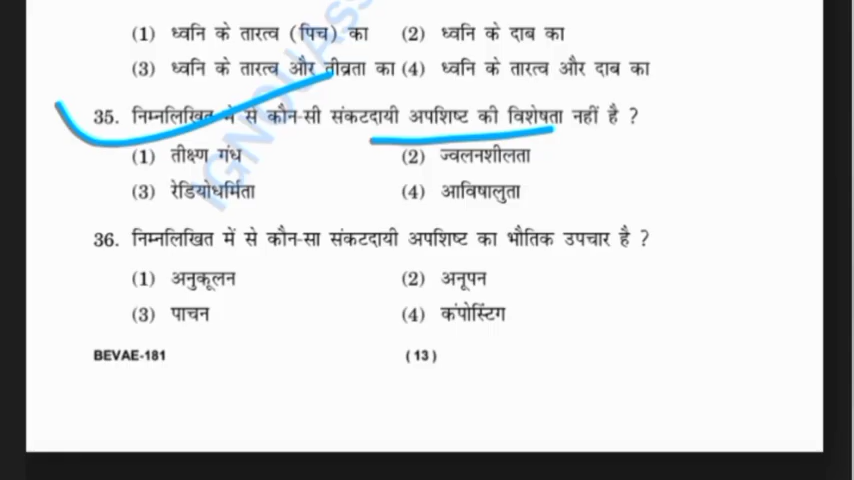 (1) ध्वनि के तारत्व (पिच) का (2) ध्वनि के दाब का
(3) ध्वनि के तारत्व और तीव्रता का (4) ध्वनि के तारत्व और दाब का
35. निम्नलिखित में से कौन-सी संकटदायी अपशिष्ट की विशेषता नहीं है ?
(1) तीक्ष्ण गंध (2) ज्वलनशीलता
(3) रेडियोधर्मिता (4) आविषालुता
36. निम्नलिखित में से कौन-सा संकटदायी अपशिष्ट का भौतिक उपचार है ?
(1) अनुकूलन (2) अनूपन
(3) पाचन (4) कंपोस्टिंग
BEVAE-181 (13)
IGNOUAss